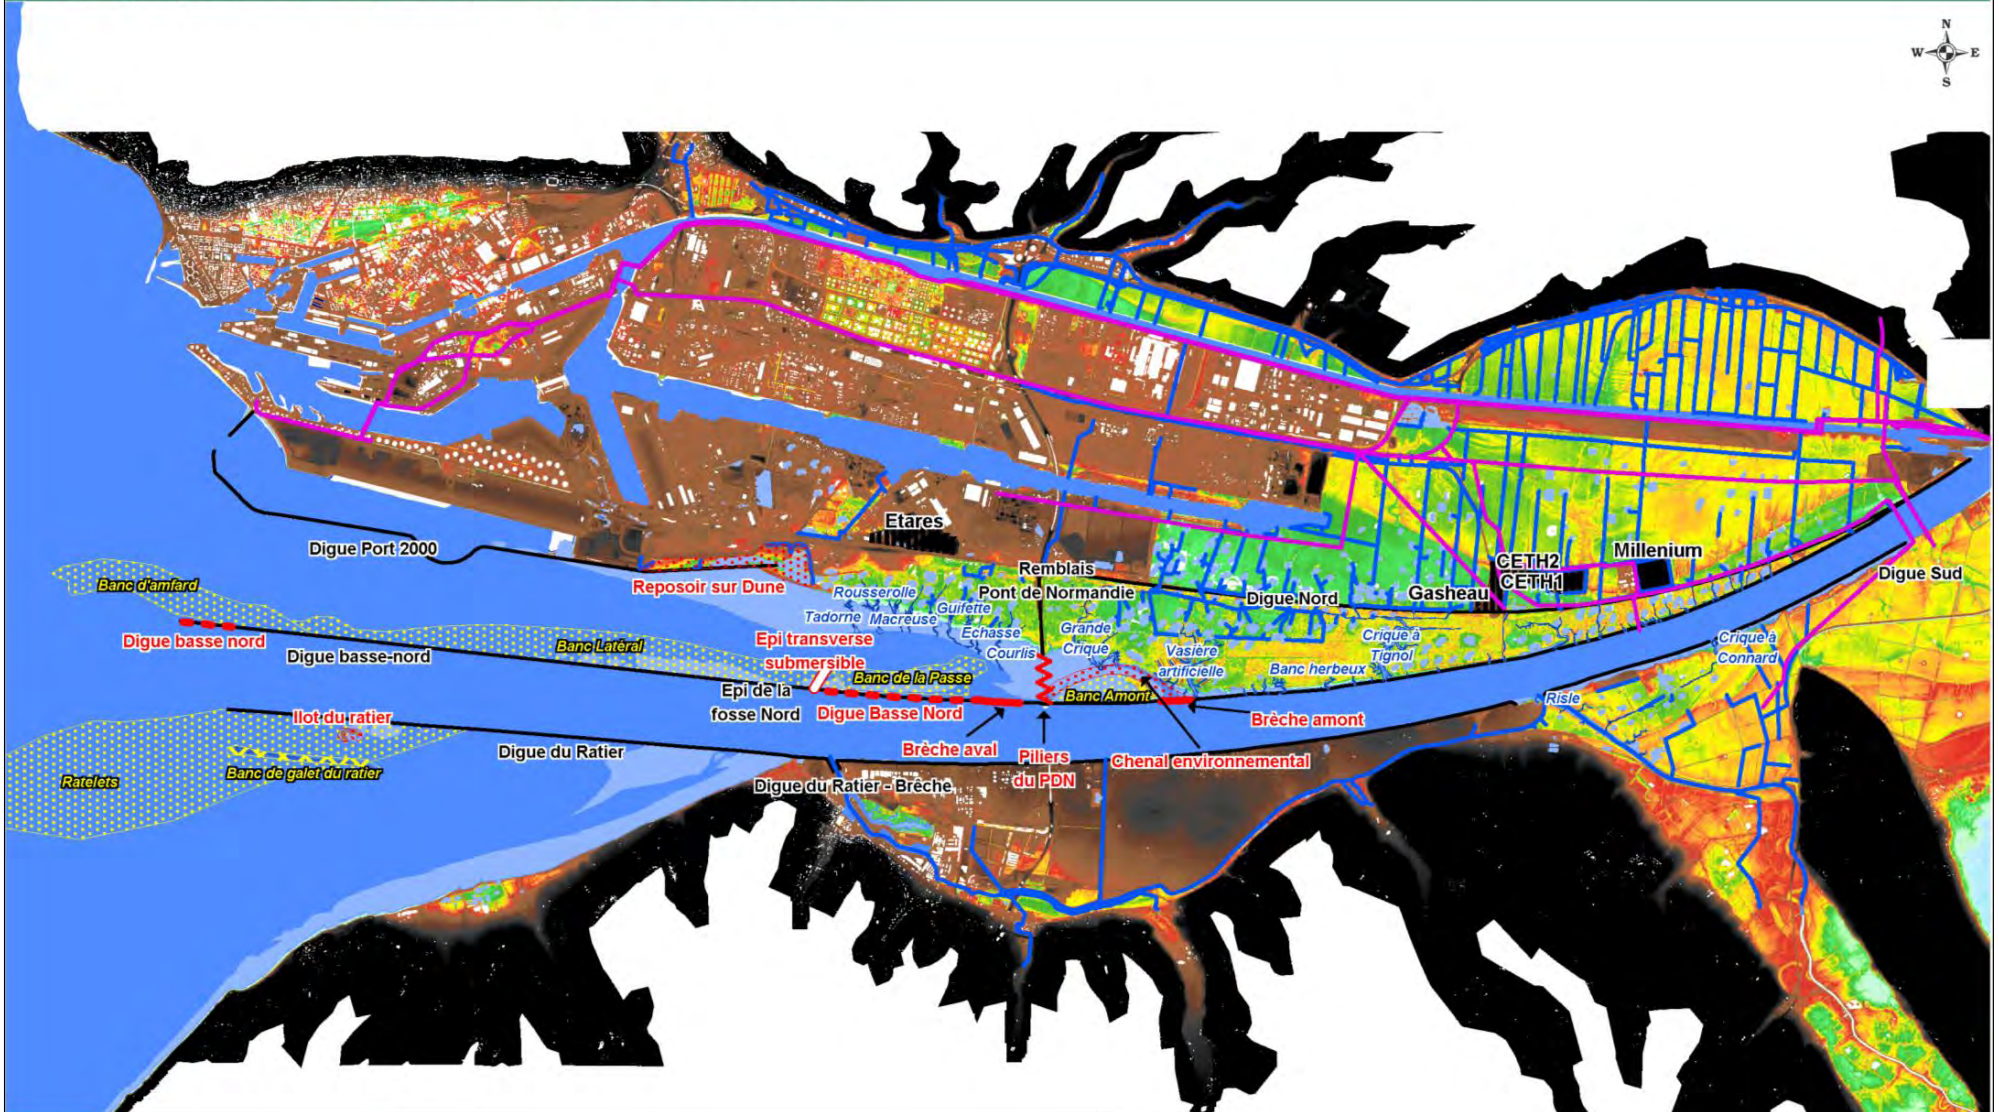 N
W E
S
Etares
Digue Port 2000
Millenium
CETH2
CETH1
Remblais
Pont de Normandie
Digue Sud
Banc d'amfard
Reposoir sur Dune
Rousserolle
Gasheau
Digue Nord
Guifette
Tadorne
Macreuse
Grande
Crique
Echasse
Courlis
Crique à
Tignol
Crique à
Connard
Digue basse nord
Digue basse-nord
Banc Latéral
Epi transverse
submersible
Vasière
artificielle
Banc herbeux
Banc de la Passe
Epi de la
fosse Nord
Banc Amont
Risle
Digue Basse Nord
Ilot du ratier
Brèche amont
Digue du Ratier
Brèche aval
Piliers
du PDN
Chenal environnemental
Banc de galet du ratier
Ratelets
Digue du Ratier - Brèche